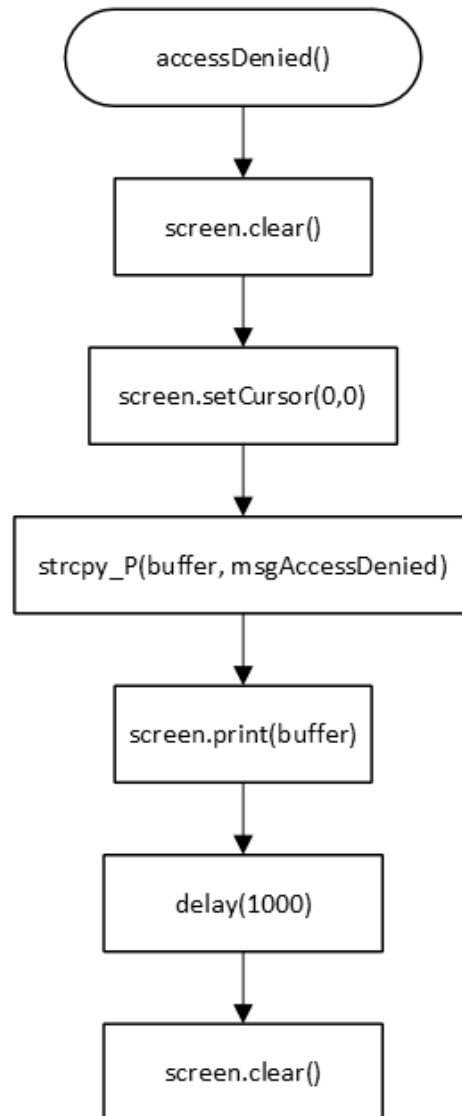 accessDenied()
screen.clear()
screen.setCursor(0,0)
strcpy_P(buffer, msgAccessDenied)
screen.print(buffer)
delay(1000)
screen.clear()